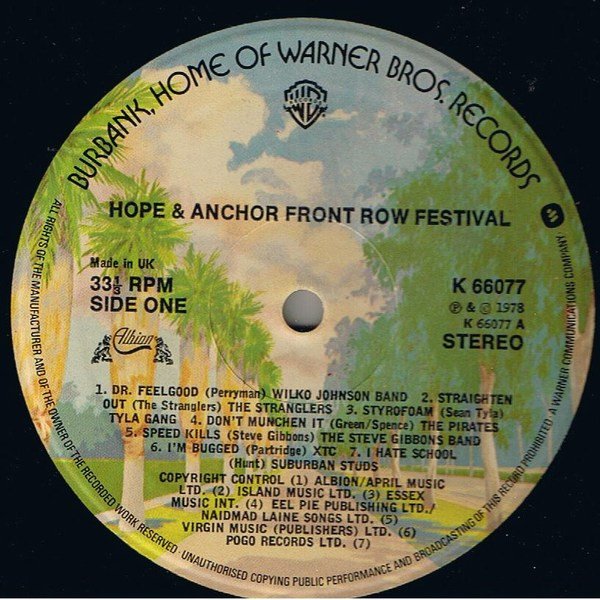 BURBANK, HOME OF WARNER BROS. RECORDS
WB
RECORDS
HOPE & ANCHOR FRONT ROW FESTIVAL
Made in UK
33⅓ RPM
SIDE ONE
Albion
K 66077
Ⓟ & © 1978
K 66077 A
STEREO
1. DR. FEELGOOD (Perryman) WILKO JOHNSON BAND 2. STRAIGHTEN
OUT (The Stranglers) THE STRANGLERS 3. STYROFOAM (Sean Tyla)
TYLA GANG 4. DON'T MUNCHEN IT (Green/Spence) THE PIRATES
5. SPEED KILLS (Steve Gibbons) THE STEVE GIBBONS BAND
6. I'M BUGGED (Partridge) XTC 7. I HATE SCHOOL
(Hunt) SUBURBAN STUDS
COPYRIGHT CONTROL (1) ALBION/APRIL MUSIC
LTD. (2) ISLAND MUSIC LTD. (3) ESSEX
MUSIC INT. (4) EEL PIE PUBLISHING LTD./
NAIDMAD LAINE SONGS LTD. (5)
VIRGIN MUSIC (PUBLISHERS) LTD. (6)
POGO RECORDS LTD. (7)
ALL RIGHTS OF THE MANUFACTURER AND OF THE OWNER OF THE RECORDED WORK RESERVED · UNAUTHORISED COPYING PUBLIC PERFORMANCE AND BROADCASTING OF THIS RECORD PROHIBITED · A WARNER COMMUNICATIONS COMPANY